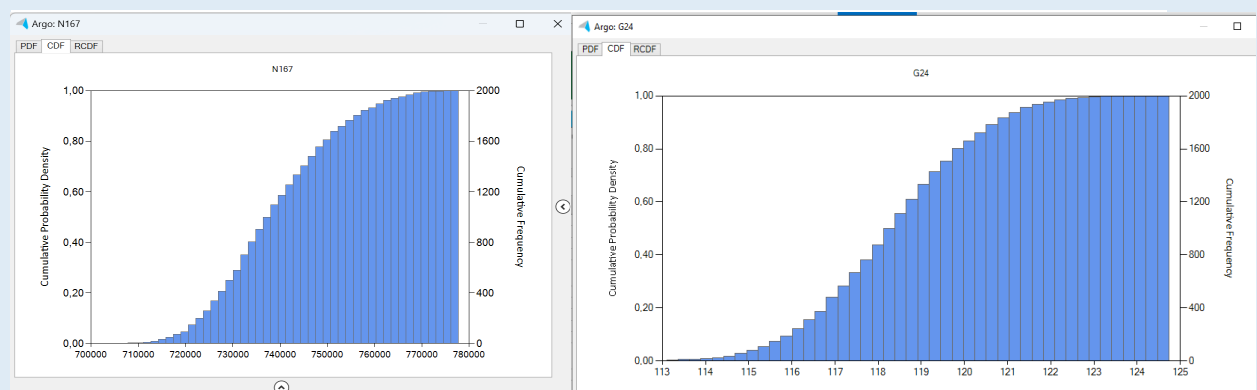 Argo: N167
PDF CDF RCDF
N167
1,00
0,80
0,60
0,40
0,20
0,00
Cumulative Probability Density
2000
1600
1200
800
400
0
Cumulative Frequency
700000 710000 720000 730000 740000 750000 760000 770000 780000
Argo: G24
PDF CDF RCDF
G24
1,00
0,80
0,60
0,40
0,20
0,00
Cumulative Probability Density
2000
1600
1200
800
400
0
Cumulative Frequency
113 114 115 116 117 118 119 120 121 122 123 124 125